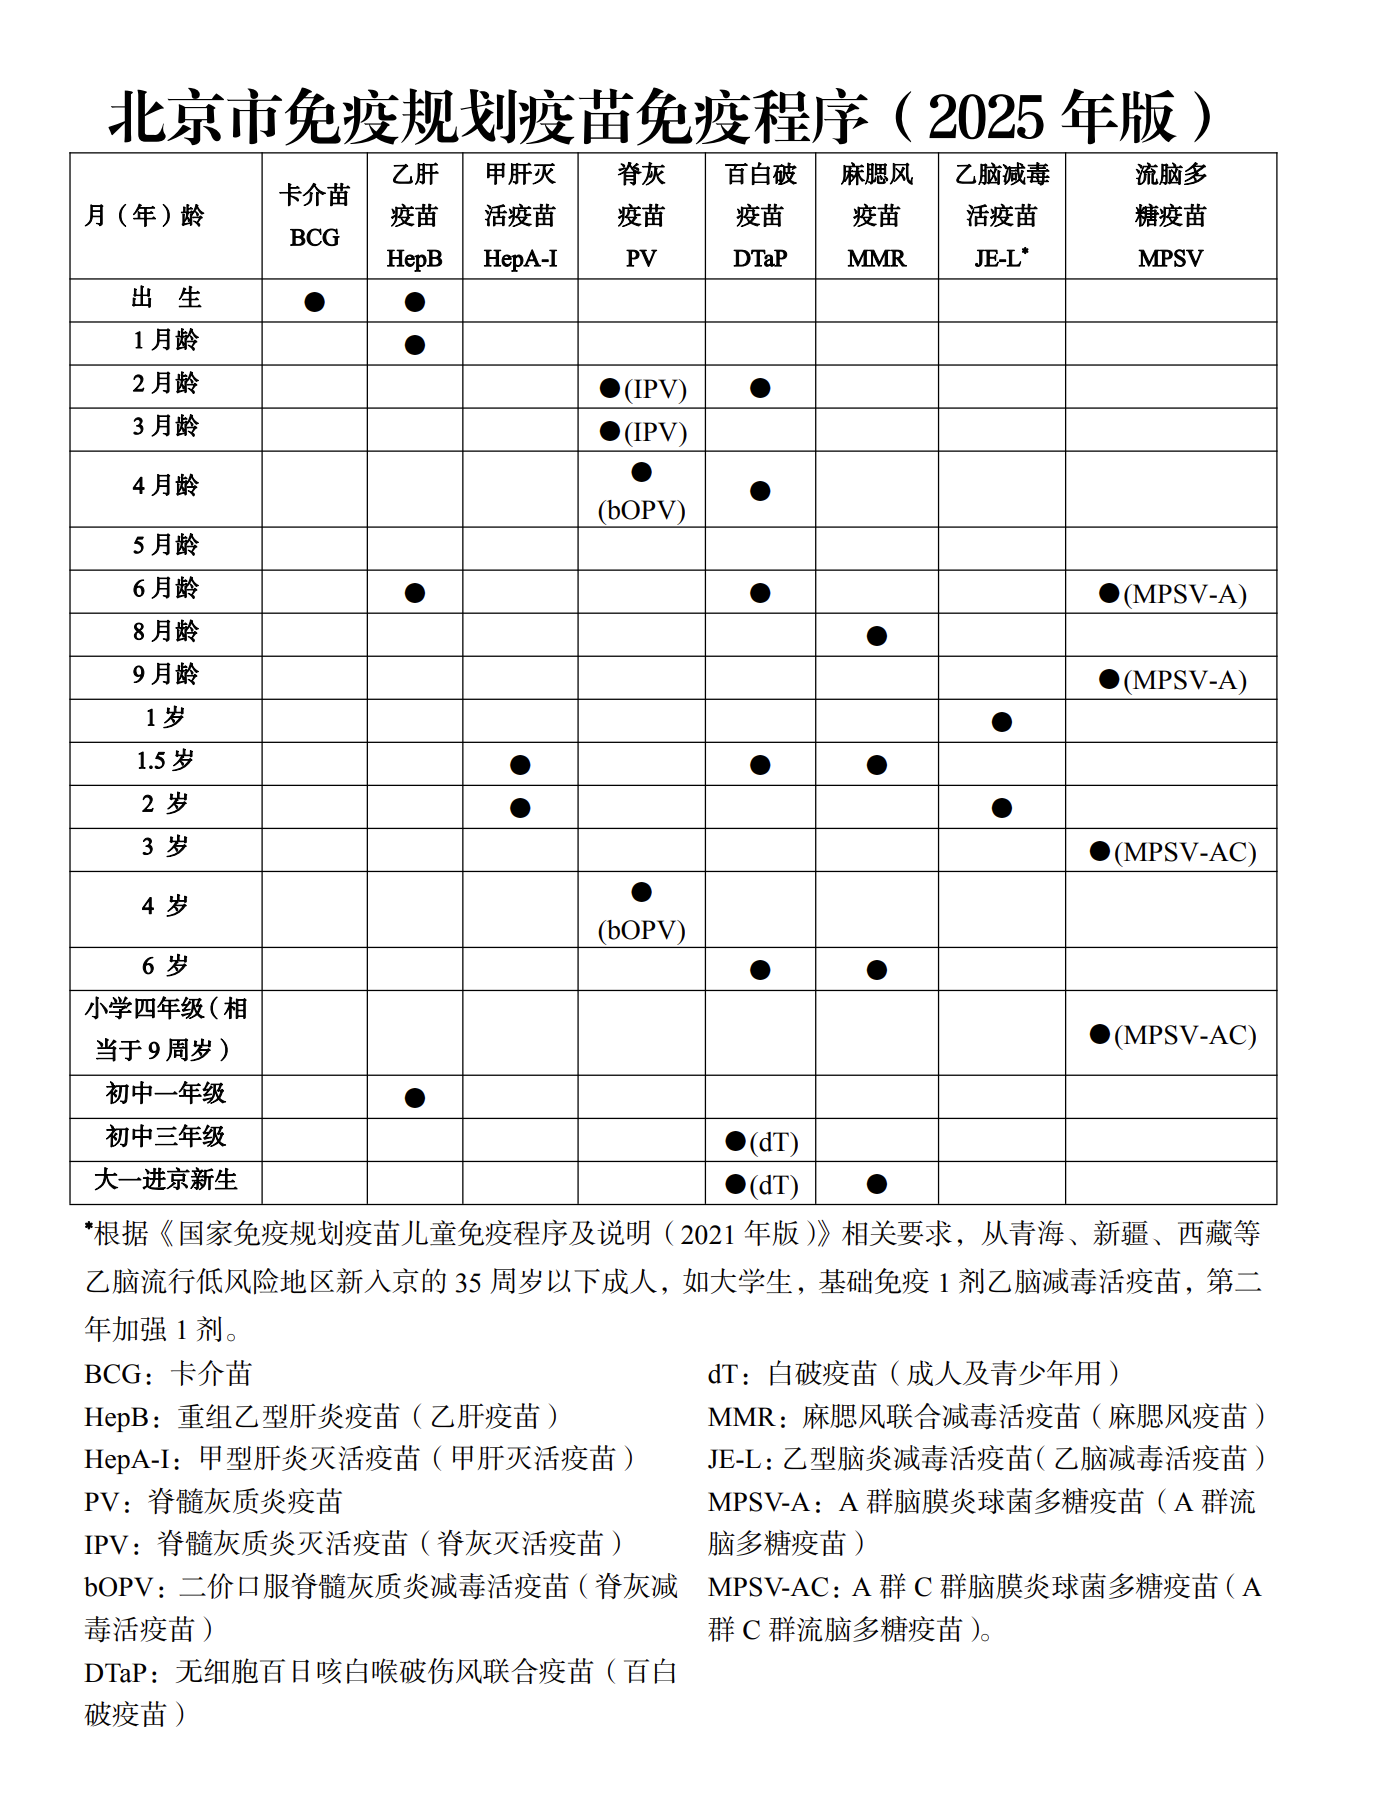 北京市免疫规划疫苗免疫程序（2025 年版）
月（年）龄 卡介苗 BCG 乙肝疫苗 HepB 甲肝灭活疫苗 HepA-I 脊灰疫苗 PV 百白破疫苗 DTaP 麻腮风疫苗 MMR 乙脑减毒活疫苗 JE-L* 流脑多糖疫苗 MPSV
出 生 ● ●
1 月龄 ●
2 月龄 ●(IPV) ●
3 月龄 ●(IPV)
4 月龄 ●(bOPV) ●
5 月龄
6 月龄 ● ● ●(MPSV-A)
8 月龄 ●
9 月龄 ●(MPSV-A)
1 岁 ●
1.5 岁 ● ● ●
2 岁 ● ●
3 岁 ●(MPSV-AC)
4 岁 ●(bOPV)
6 岁 ● ●
小学四年级（相当于 9 周岁） ●(MPSV-AC)
初中一年级 ●
初中三年级 ●(dT)
大一进京新生 ●(dT) ●
*根据《国家免疫规划疫苗儿童免疫程序及说明（2021 年版）》相关要求，从青海、新疆、西藏等
乙脑流行低风险地区新入京的 35 周岁以下成人，如大学生，基础免疫 1 剂乙脑减毒活疫苗，第二
年加强 1 剂。
BCG：卡介苗
HepB：重组乙型肝炎疫苗（乙肝疫苗）
HepA-I：甲型肝炎灭活疫苗（甲肝灭活疫苗）
PV：脊髓灰质炎疫苗
IPV：脊髓灰质炎灭活疫苗（脊灰灭活疫苗）
bOPV：二价口服脊髓灰质炎减毒活疫苗（脊灰减
毒活疫苗）
DTaP：无细胞百日咳白喉破伤风联合疫苗（百白
破疫苗）
dT：白破疫苗（成人及青少年用）
MMR：麻腮风联合减毒活疫苗（麻腮风疫苗）
JE-L：乙型脑炎减毒活疫苗（乙脑减毒活疫苗）
MPSV-A：A 群脑膜炎球菌多糖疫苗（A 群流
脑多糖疫苗）
MPSV-AC：A 群 C 群脑膜炎球菌多糖疫苗（A
群 C 群流脑多糖疫苗）。